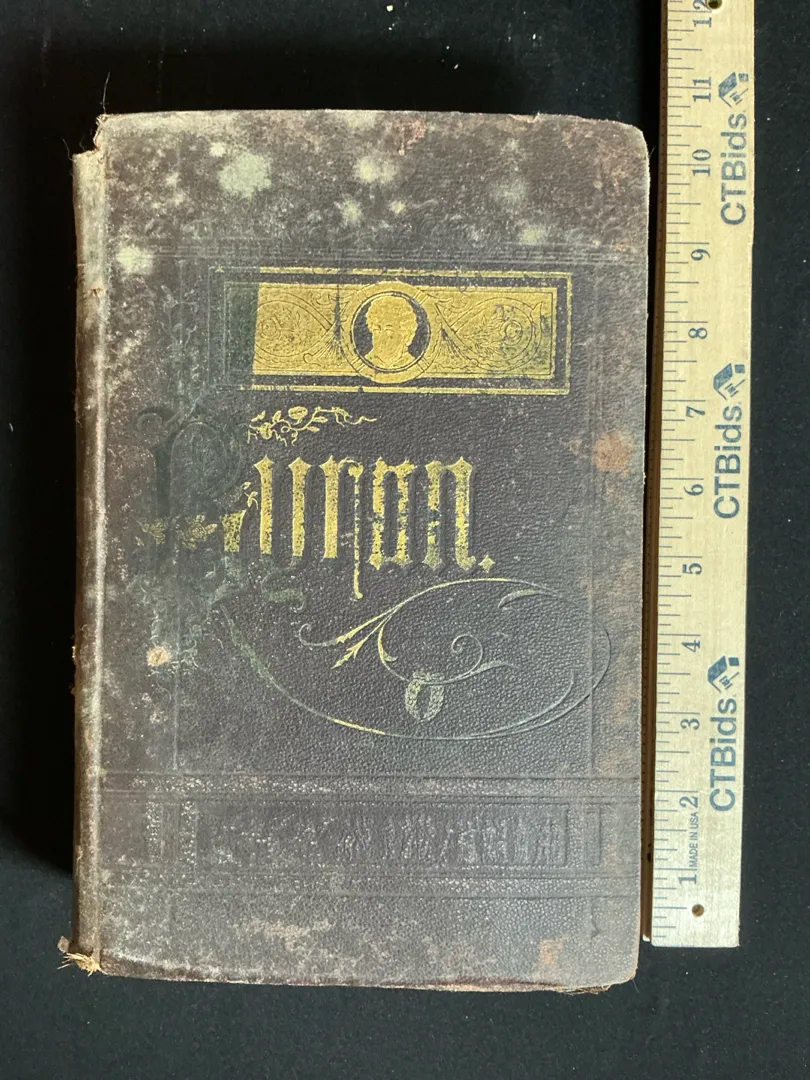 Byron.
12
11
10
9
8
7
6
5
4
3
2
1
CTBids
CTBids
CTBids
MADE IN USA